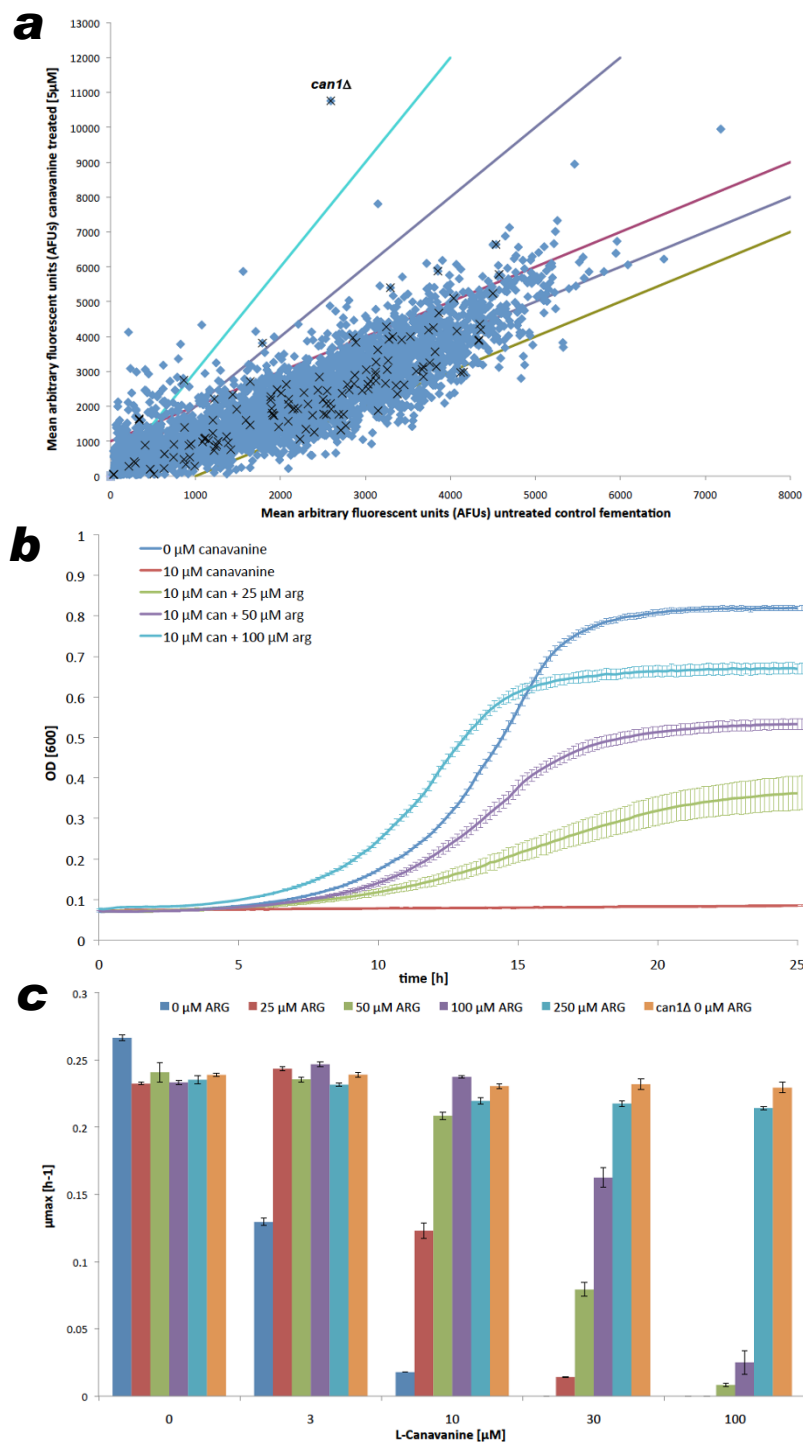 a
Mean arbitrary fluorescent units (AFUs) canavanine treated [5µM]
13000
12000
11000
10000
9000
8000
7000
6000
5000
4000
3000
2000
1000
0
can1Δ
0
1000
2000
3000
4000
5000
6000
7000
8000
Mean arbitrary fluorescent units (AFUs) untreated control fementation
b
OD [600]
1
0.9
0.8
0.7
0.6
0.5
0.4
0.3
0.2
0.1
0
0 µM canavanine
10 µM canavanine
10 µM can + 25 µM arg
10 µM can + 50 µM arg
10 µM can + 100 µM arg
0
5
10
15
20
25
time [h]
c
µmax [h-1]
0.3
0.25
0.2
0.15
0.1
0.05
0
0 µM ARG
25 µM ARG
50 µM ARG
100 µM ARG
250 µM ARG
can1Δ 0 µM ARG
0
3
10
30
100
L-Canavanine [µM]